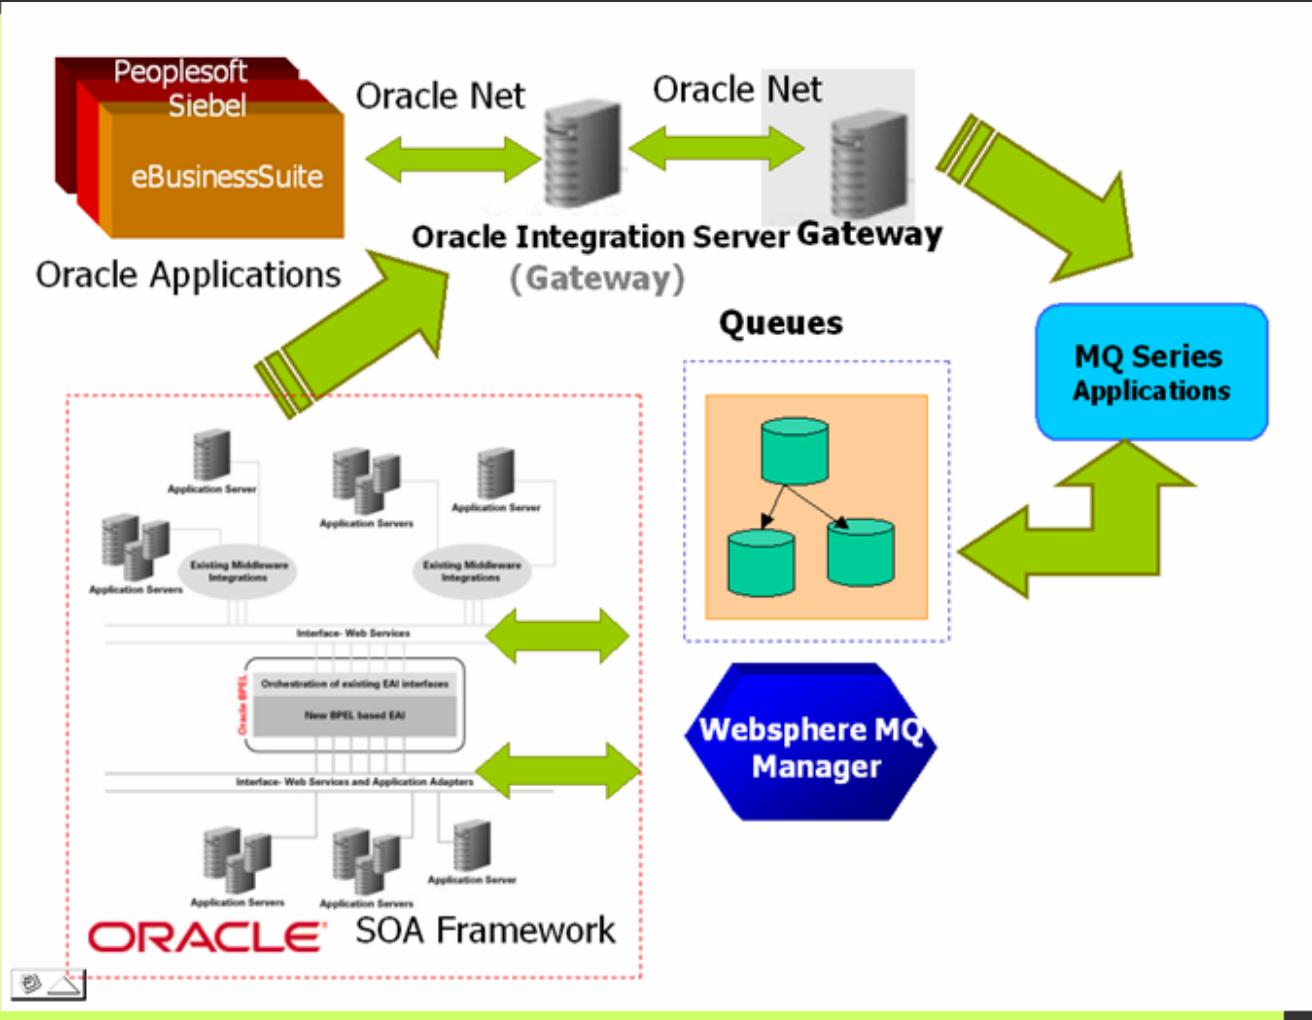 Peoplesoft
Siebel
eBusinessSuite
Oracle Applications
Oracle Net
Oracle Net
Oracle Integration Server
(Gateway)
Gateway
Queues
MQ Series
Applications
Application Server
Application Servers
Application Server
Application Servers
Existing Middleware
Integrations
Existing Middleware
Integrations
Interface- Web Services
Oracle BPEL
Orchestration of existing EAI interfaces
New BPEL based EAI
Interface- Web Services and Application Adapters
Application Servers
Application Servers
Application Server
Websphere MQ
Manager
ORACLE
SOA Framework